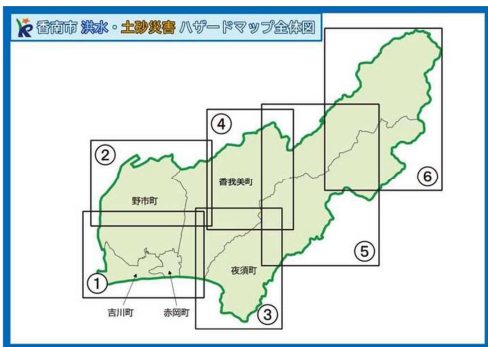 香南市 洪水・土砂災害 ハザードマップ全体図
④
②
香我美町
⑥
野市町
⑤
夜須町
①
③
吉川町
赤岡町